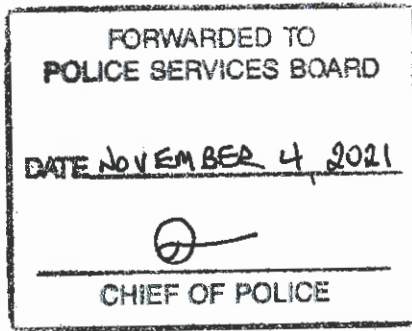 FORWARDED TO
POLICE SERVICES BOARD
DATE NOVEMBER 4, 2021
CHIEF OF POLICE